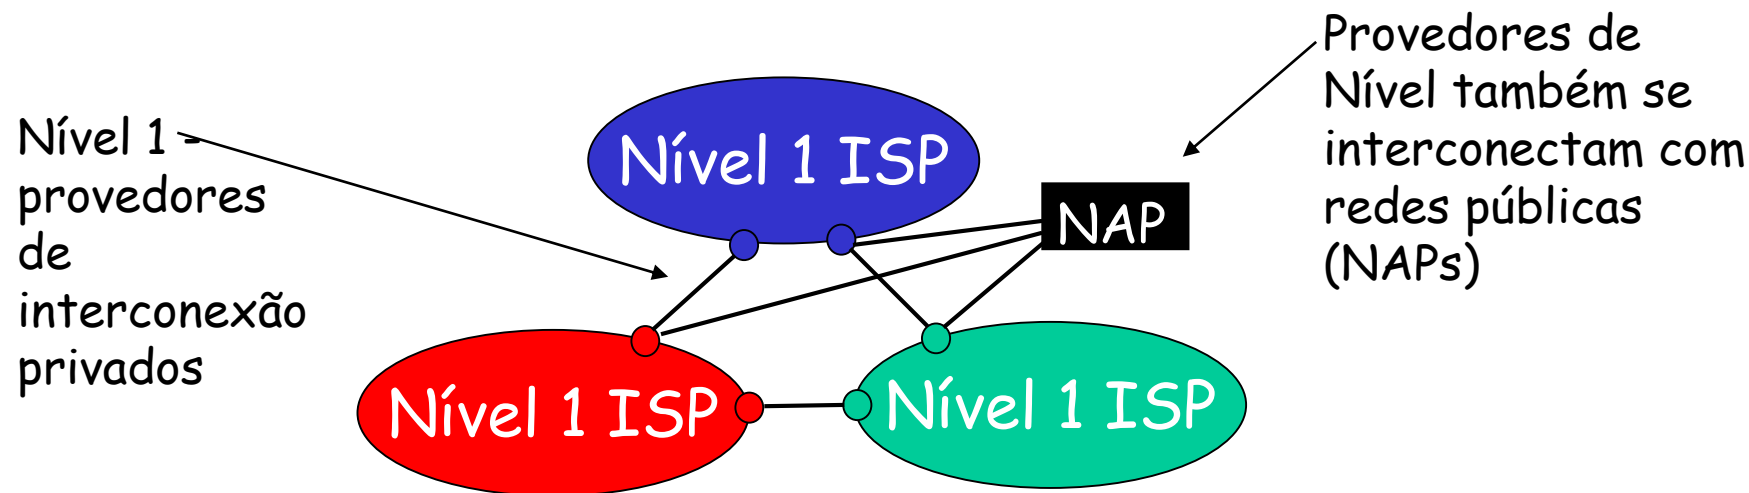 Nível 1 -
provedores
de
interconexão
privados
Nível 1 ISP
NAP
Provedores de
Nível também se
interconectam com
redes públicas
(NAPs)
Nível 1 ISP
Nível 1 ISP